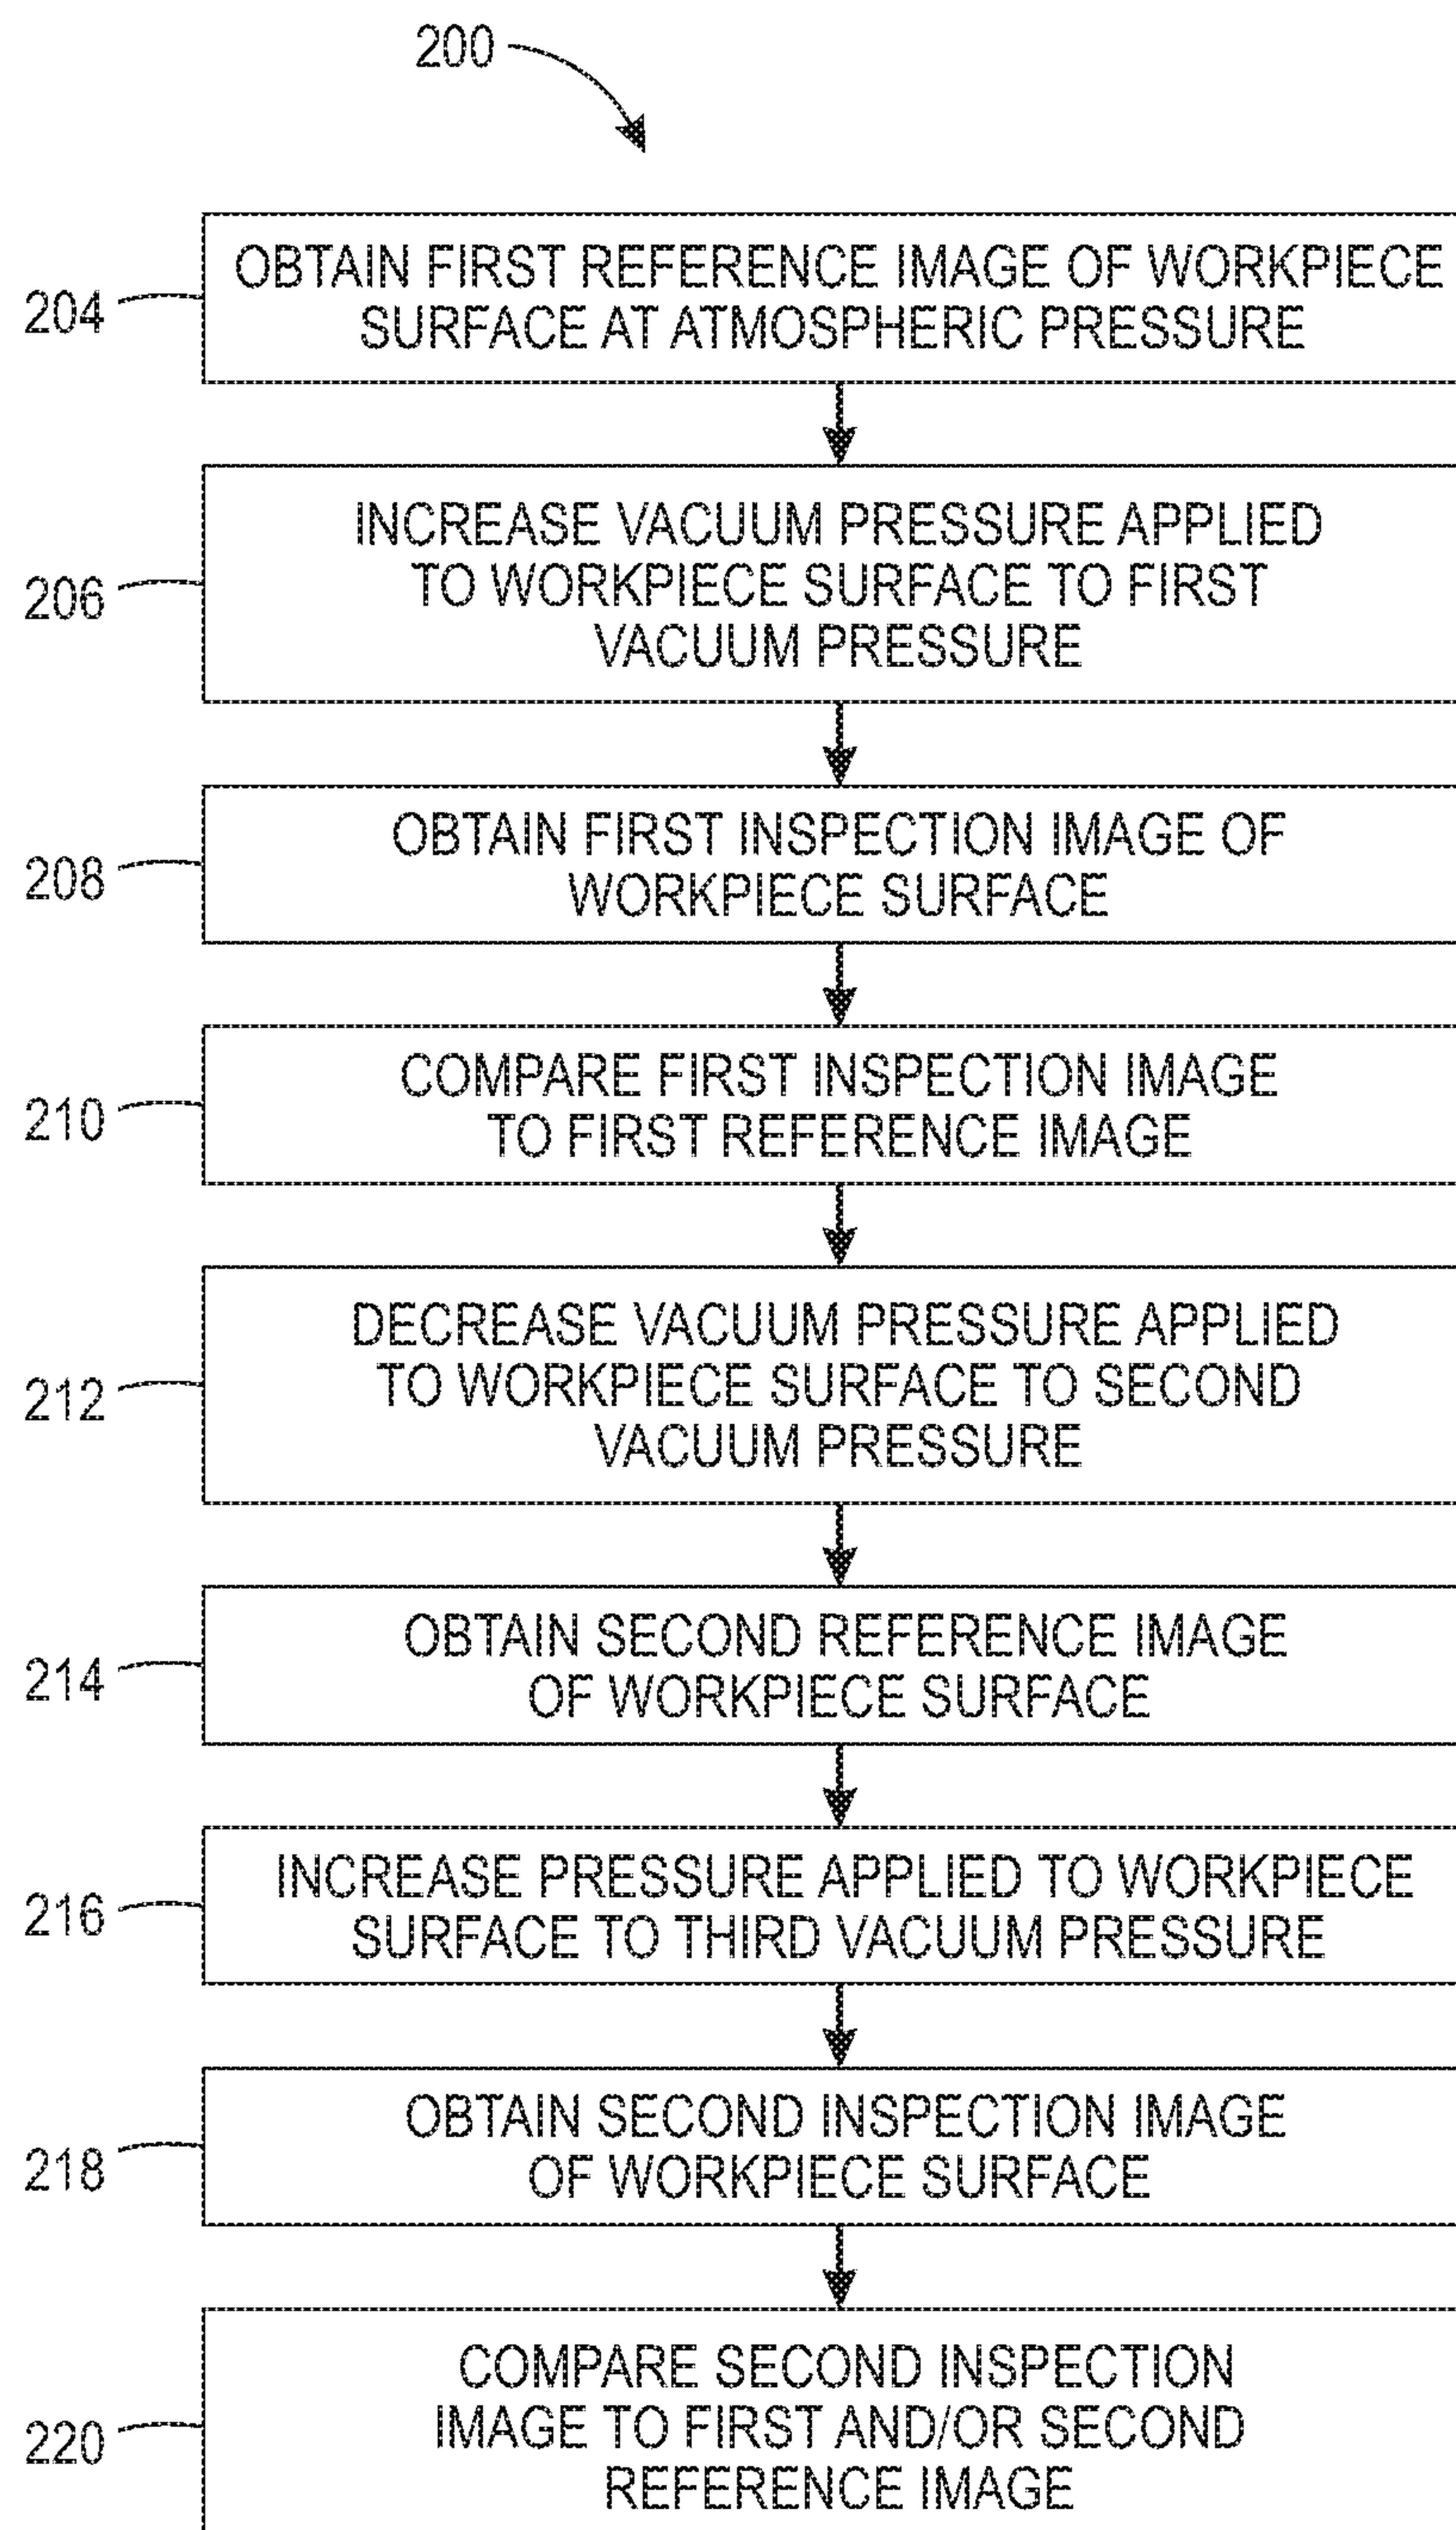 200
204
OBTAIN FIRST REFERENCE IMAGE OF WORKPIECE
SURFACE AT ATMOSPHERIC PRESSURE
206
INCREASE VACUUM PRESSURE APPLIED
TO WORKPIECE SURFACE TO FIRST
VACUUM PRESSURE
208
OBTAIN FIRST INSPECTION IMAGE OF
WORKPIECE SURFACE
210
COMPARE FIRST INSPECTION IMAGE
TO FIRST REFERENCE IMAGE
212
DECREASE VACUUM PRESSURE APPLIED
TO WORKPIECE SURFACE TO SECOND
VACUUM PRESSURE
214
OBTAIN SECOND REFERENCE IMAGE
OF WORKPIECE SURFACE
216
INCREASE PRESSURE APPLIED TO WORKPIECE
SURFACE TO THIRD VACUUM PRESSURE
218
OBTAIN SECOND INSPECTION IMAGE
OF WORKPIECE SURFACE
220
COMPARE SECOND INSPECTION
IMAGE TO FIRST AND/OR SECOND
REFERENCE IMAGE